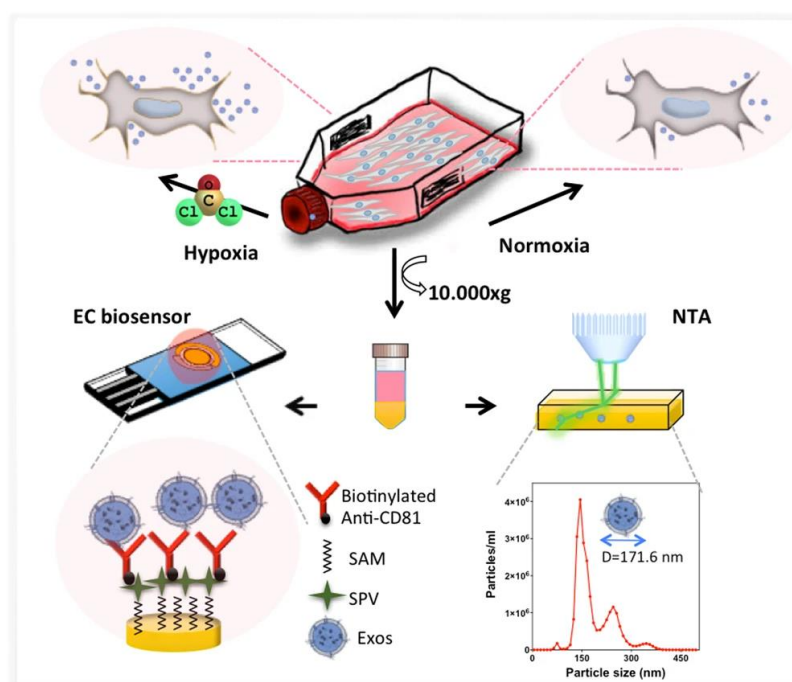 O
C
Cl Cl
Hypoxia
Normoxia
10.000xg
EC biosensor
NTA
Biotinylated
Anti-CD81
SAM
SPV
Exos
Particles/ml
4×10⁶
3×10⁶
2×10⁶
1×10⁶
0
D=171.6 nm
0 150 300 450
Particle size (nm)